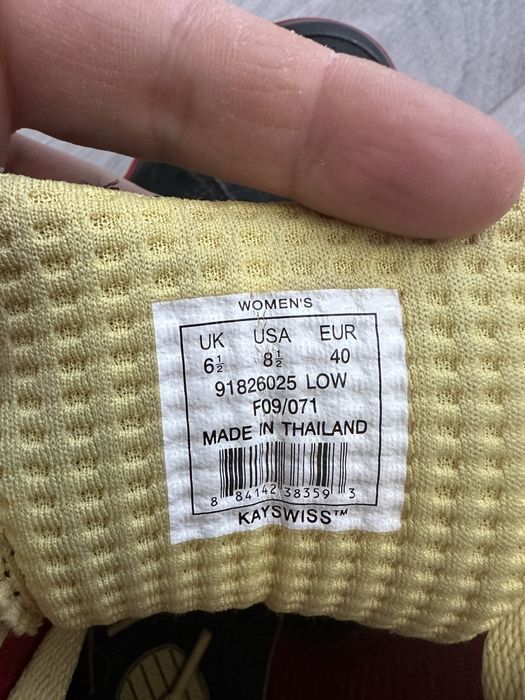 WOMEN'S
UK USA EUR
6½ 8½ 40
91826025 LOW
F09/071
MADE IN THAILAND
8 84142 38359 3
KAYSWISS™